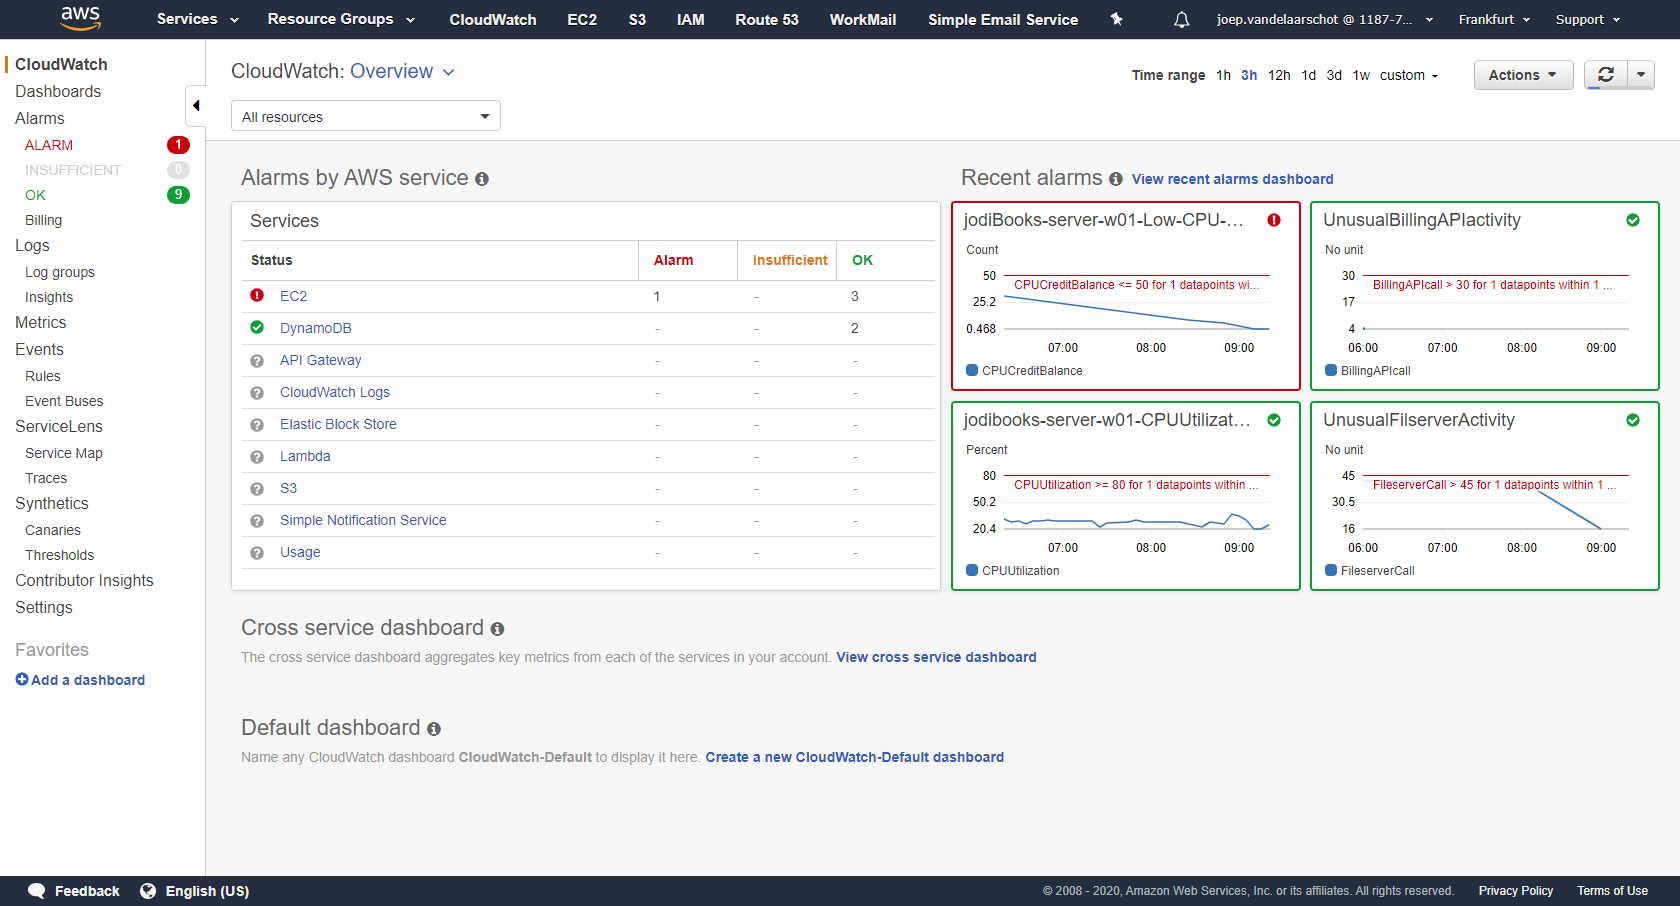 aws Services Resource Groups CloudWatch EC2 S3 IAM Route 53 WorkMail Simple Email Service joep.vandelaarschot @ 1187-7... Frankfurt Support
CloudWatch
Dashboards
Alarms
ALARM 1
INSUFFICIENT 0
OK 9
Billing
Logs
Log groups
Insights
Metrics
Events
Rules
Event Buses
ServiceLens
Service Map
Traces
Synthetics
Canaries
Thresholds
Contributor Insights
Settings
Favorites
Add a dashboard
CloudWatch: Overview
Time range 1h 3h 12h 1d 3d 1w custom
Actions
All resources
Alarms by AWS service
Services
Status Alarm Insufficient OK
EC2 1 - 3
DynamoDB - - 2
API Gateway - - -
CloudWatch Logs - - -
Elastic Block Store - - -
Lambda - - -
S3 - - -
Simple Notification Service - - -
Usage - - -
Recent alarms View recent alarms dashboard
jodiBooks-server-w01-Low-CPU-...
Count
50
CPUCreditBalance <= 50 for 1 datapoints wi...
25.2
0.468
07:00 08:00 09:00
CPUCreditBalance
UnusualBillingAPIactivity
No unit
30
BillingAPIcall > 30 for 1 datapoints within 1 ...
17
4
06:00 07:00 08:00 09:00
BillingAPIcall
jodibooks-server-w01-CPUUtilizat...
Percent
80
CPUUtilization >= 80 for 1 datapoints within ...
50.2
20.4
07:00 08:00 09:00
CPUUtilization
UnusualFilserverActivity
No unit
45
FileserverCall > 45 for 1 datapoints within 1 ...
30.5
16
06:00 07:00 08:00 09:00
FileserverCall
Cross service dashboard
The cross service dashboard aggregates key metrics from each of the services in your account. View cross service dashboard
Default dashboard
Name any CloudWatch dashboard CloudWatch-Default to display it here. Create a new CloudWatch-Default dashboard
Feedback English (US) © 2008 - 2020, Amazon Web Services, Inc. or its affiliates. All rights reserved. Privacy Policy Terms of Use